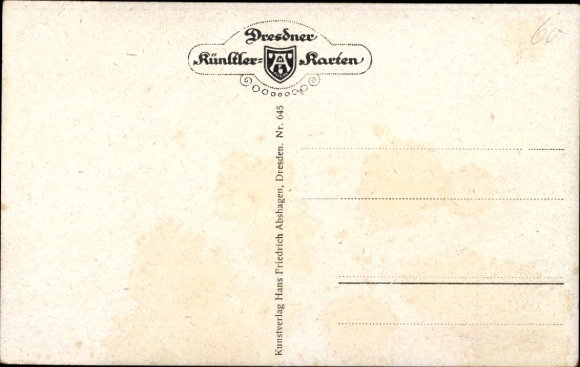 Dresdner
Künstler-Karten
60
Kunstverlag Hans Friedrich Abshagen, Dresden. Nr. 645